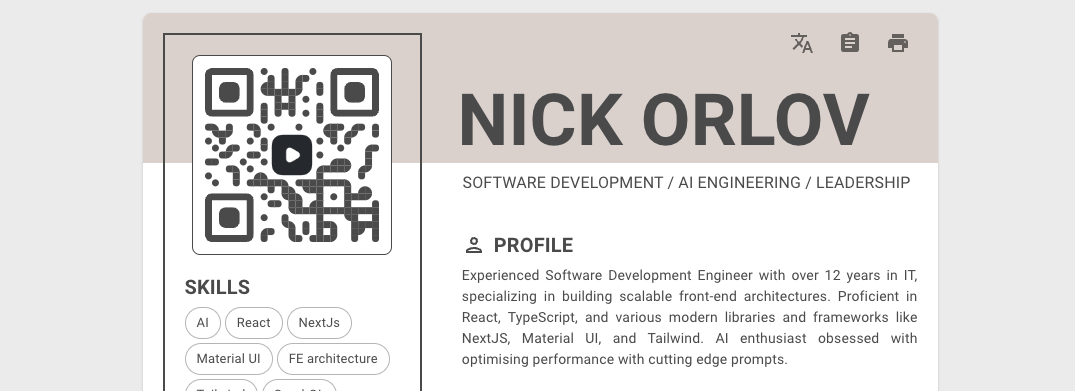 NICK ORLOV
SOFTWARE DEVELOPMENT / AI ENGINEERING / LEADERSHIP
PROFILE
Experienced Software Development Engineer with over 12 years in IT,
specializing in building scalable front-end architectures. Proficient in
React, TypeScript, and various modern libraries and frameworks like
NextJS, Material UI, and Tailwind. AI enthusiast obsessed with
optimising performance with cutting edge prompts.
SKILLS
AI React NextJs
Material UI FE architecture